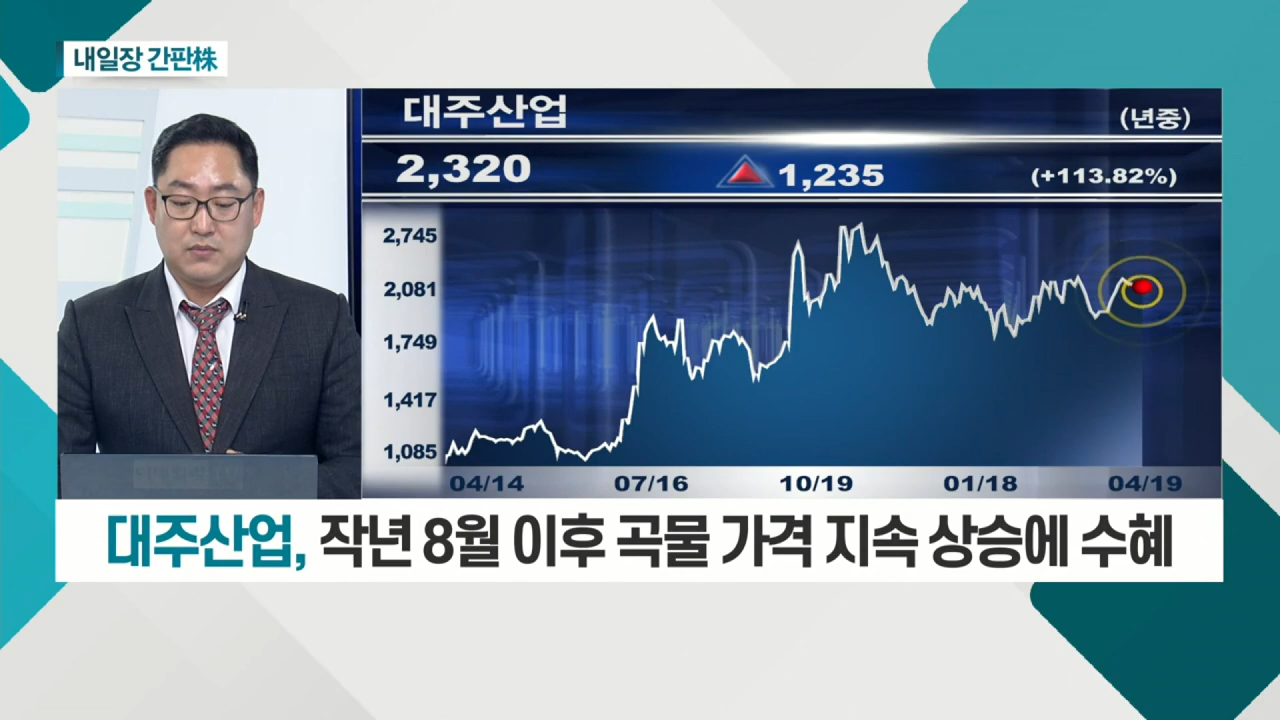 내일장 간판株
대주산업
(년중)
2,320 ▲ 1,235 (+113.82%)
2,745
2,081
1,749
1,417
1,085
04/14 07/16 10/19 01/18 04/19
대주산업, 작년 8월 이후 곡물 가격 지속 상승에 수혜